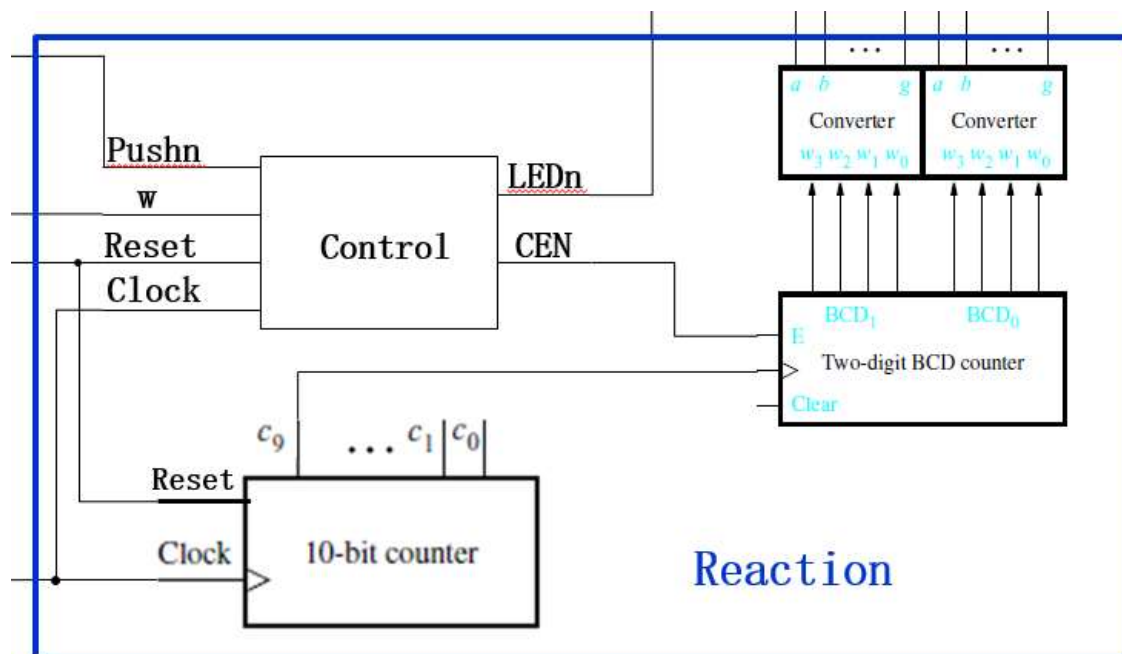 … …
a b g a b g
Converter Converter
w3 w2 w1 w0 w3 w2 w1 w0
Pushn
LEDn
w
Reset
Control
CEN
Clock
BCD1 BCD0
E
Two-digit BCD counter
Clear
c9 … c1 c0
Reset
Clock
10-bit counter
Reaction